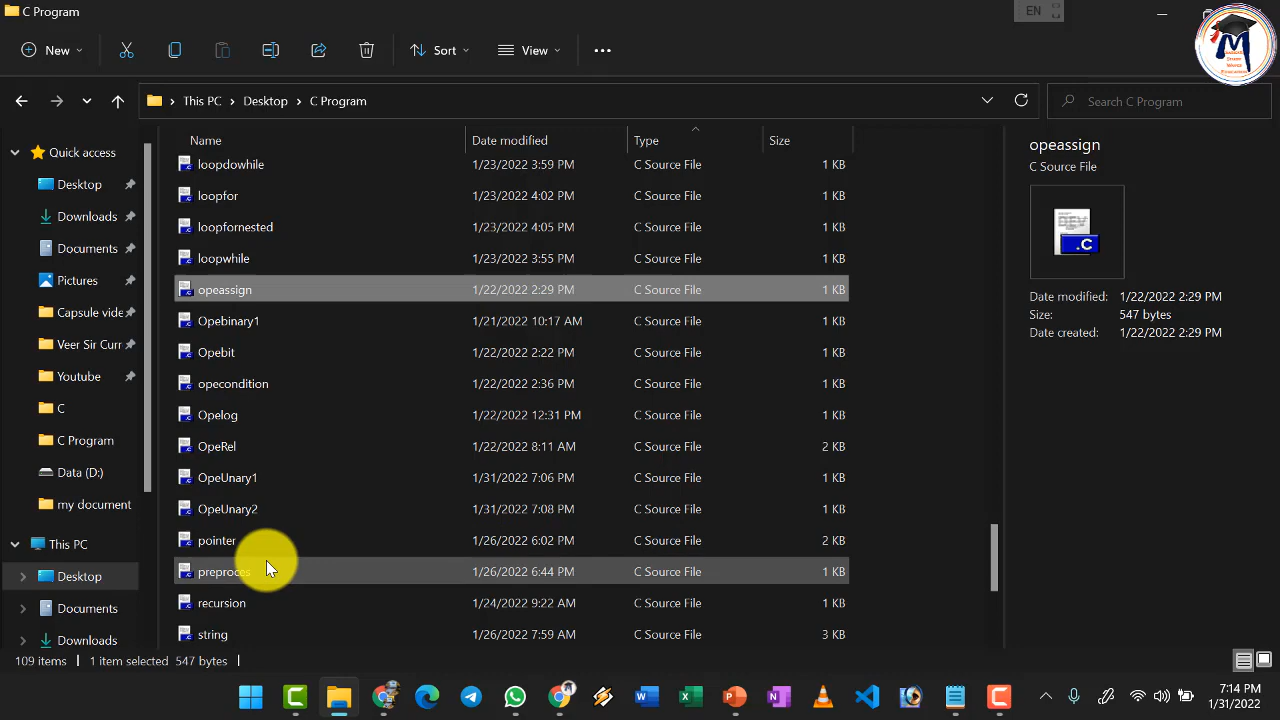 C Program
EN
New
Sort
View
This PC > Desktop > C Program
Search C Program
Name Date modified Type Size
Quick access
Desktop
Downloads
Documents
Pictures
Capsule vide
Veer Sir Curr
Youtube
C
C Program
Data (D:)
my document
This PC
Desktop
Documents
Downloads
loopdowhile 1/23/2022 3:59 PM C Source File 1 KB
loopfor 1/23/2022 4:02 PM C Source File 1 KB
loopfornested 1/23/2022 4:05 PM C Source File 1 KB
loopwhile 1/23/2022 3:55 PM C Source File 1 KB
opeassign 1/22/2022 2:29 PM C Source File 1 KB
Opebinary1 1/21/2022 10:17 AM C Source File 1 KB
Opebit 1/22/2022 2:22 PM C Source File 1 KB
opecondition 1/22/2022 2:36 PM C Source File 1 KB
Opelog 1/22/2022 12:31 PM C Source File 1 KB
OpeRel 1/22/2022 8:11 AM C Source File 2 KB
OpeUnary1 1/31/2022 7:06 PM C Source File 1 KB
OpeUnary2 1/31/2022 7:08 PM C Source File 1 KB
pointer 1/26/2022 6:02 PM C Source File 2 KB
preproces 1/26/2022 6:44 PM C Source File 1 KB
recursion 1/24/2022 9:22 AM C Source File 1 KB
string 1/26/2022 7:59 AM C Source File 3 KB
opeassign
C Source File
DEV
.C
Date modified: 1/22/2022 2:29 PM
Size: 547 bytes
Date created: 1/22/2022 2:29 PM
109 items 1 item selected 547 bytes
7:14 PM
1/31/2022